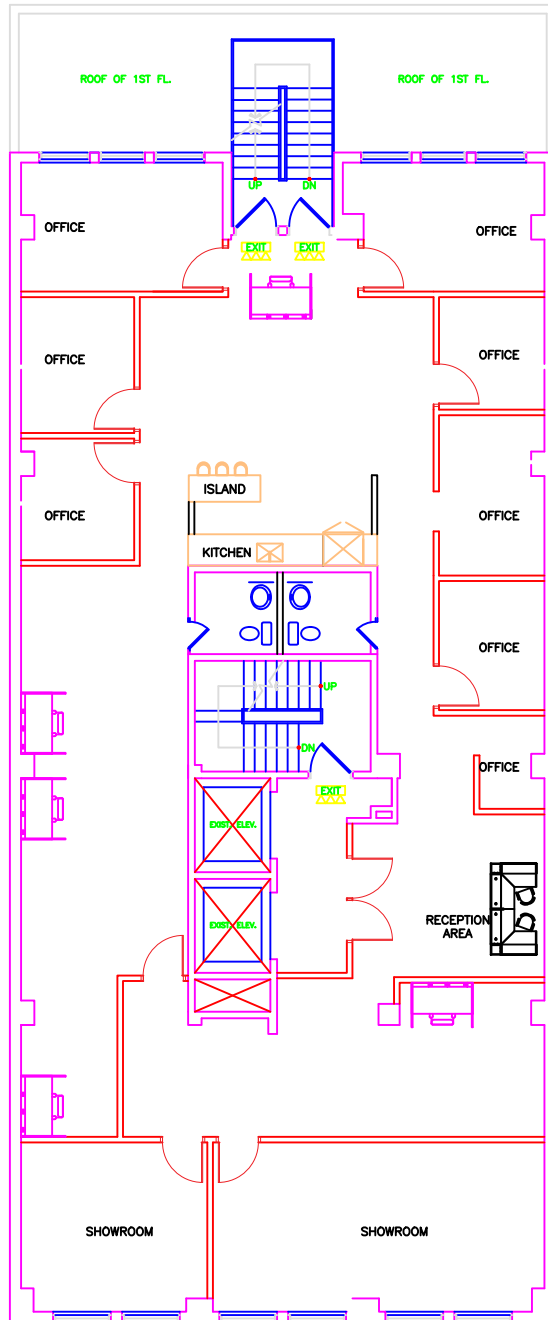 ROOF OF 1ST FL.
ROOF OF 1ST FL.
UP
DN
OFFICE
OFFICE
EXIT
EXIT
OFFICE
OFFICE
ISLAND
OFFICE
OFFICE
KITCHEN
OFFICE
UP
DN
OFFICE
EXIT
EXIST. ELEV.
EXIST. ELEV.
RECEPTION
AREA
SHOWROOM
SHOWROOM